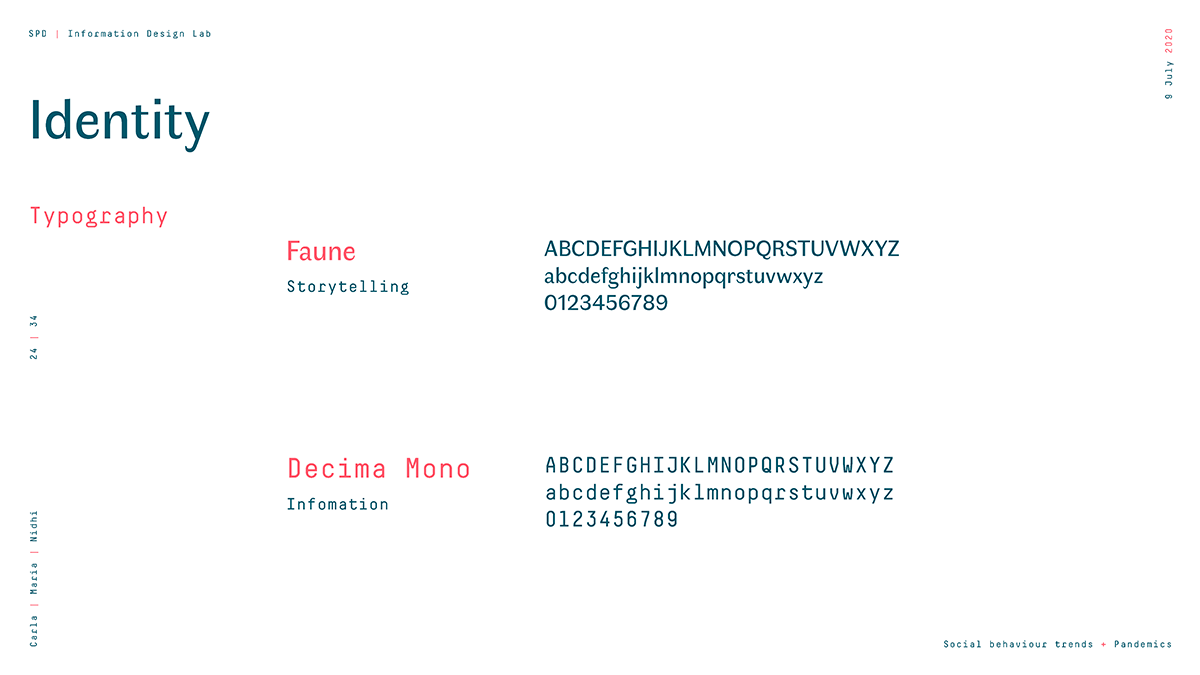 SPD | Information Design Lab
9 July 2020
Identity
Typography
Faune
Storytelling
ABCDEFGHIJKLMNOPQRSTUVWXYZ
abcdefghijklmnopqrstuvwxyz
0123456789
24 | 34
Decima Mono
Infomation
ABCDEFGHIJKLMNOPQRSTUVWXYZ
abcdefghijklmnopqrstuvwxyz
0123456789
Carla | Maria | Nidhi
Social behaviour trends + Pandemics